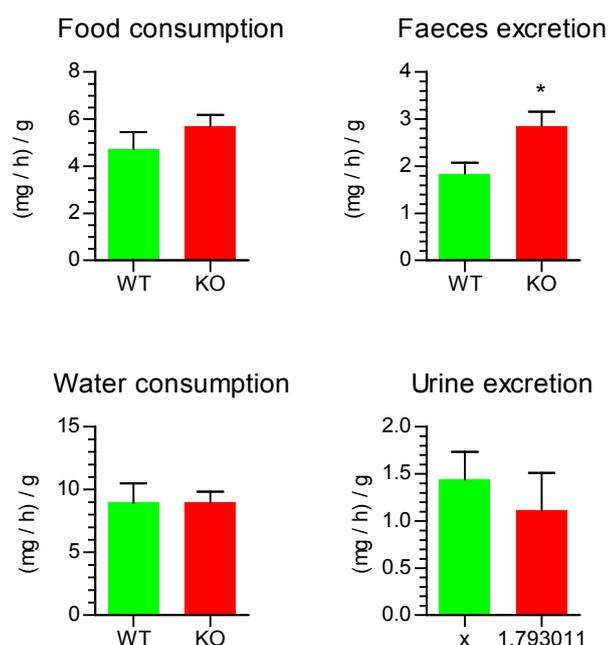 Food consumption
Faeces excretion
8
6
4
2
0
(mg / h) / g
WT KO
4
3
2
1
0
(mg / h) / g
*
WT KO
Water consumption
Urine excretion
15
10
5
0
(mg / h) / g
WT KO
2.0
1.5
1.0
0.5
0.0
(mg / h) / g
x 1.793011